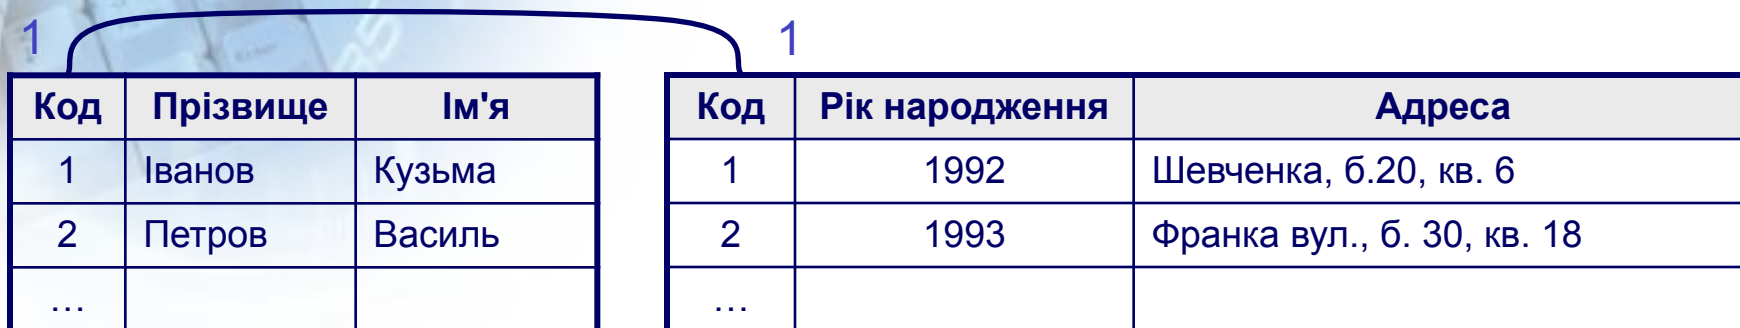 1 1
Код Прізвище Ім'я Код Рік народження Адреса
1 Іванов Кузьма 1 1992 Шевченка, б.20, кв. 6
2 Петров Василь 2 1993 Франка вул., б. 30, кв. 18
… …